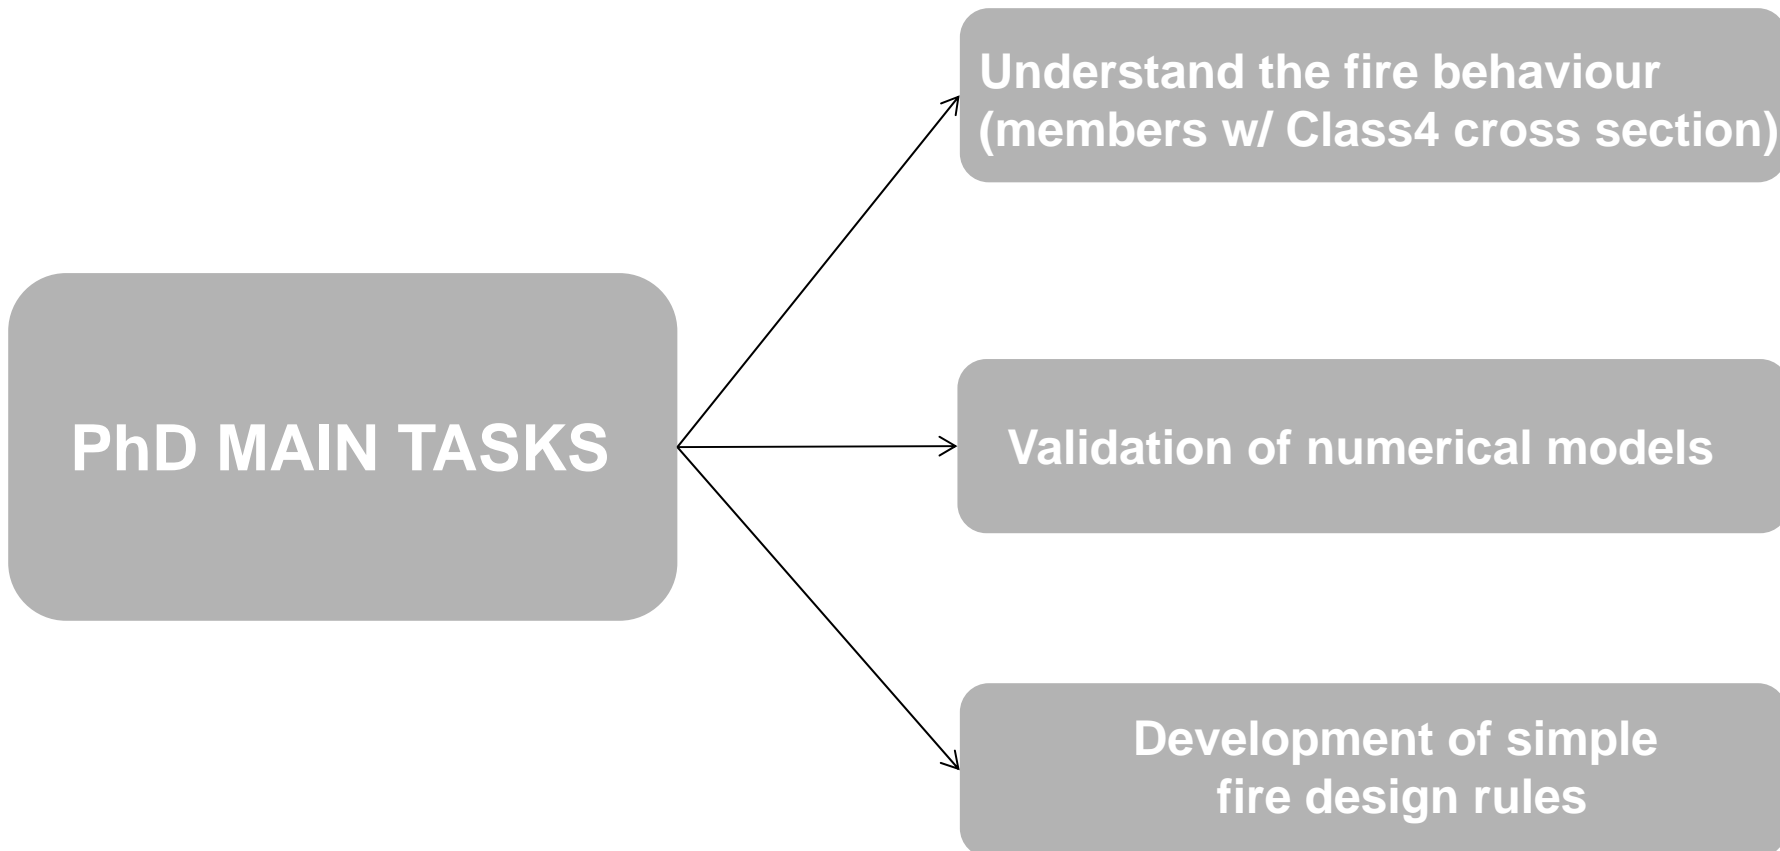 Understand the fire behaviour
(members w/ Class4 cross section)
PhD MAIN TASKS
Validation of numerical models
Development of simple
fire design rules